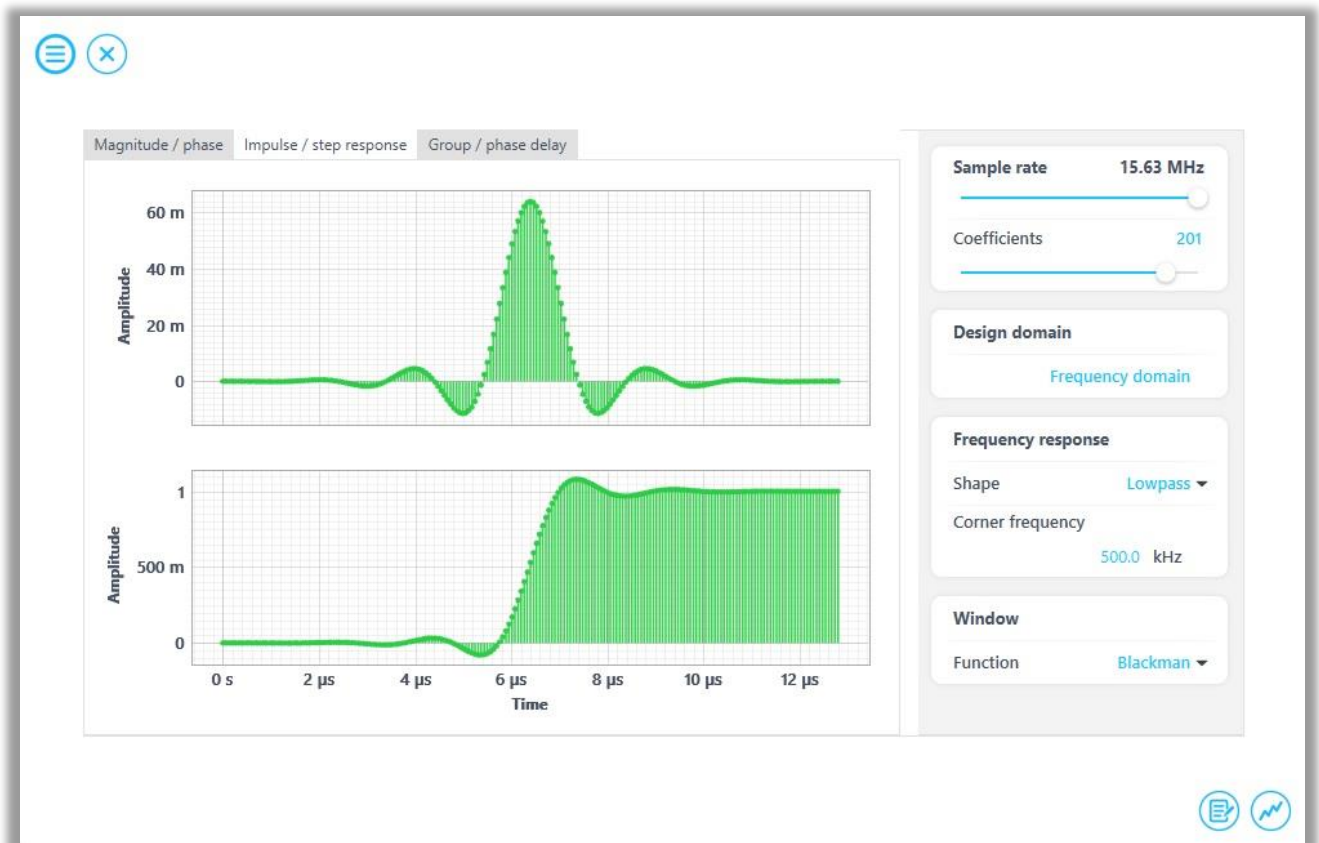 Magnitude / phase Impulse / step response Group / phase delay
60 m
40 m
20 m
0
Amplitude
1
500 m
0
Amplitude
0 s 2 µs 4 µs 6 µs 8 µs 10 µs 12 µs
Time
Sample rate 15.63 MHz
Coefficients 201
Design domain
Frequency domain
Frequency response
Shape Lowpass
Corner frequency
500.0 kHz
Window
Function Blackman